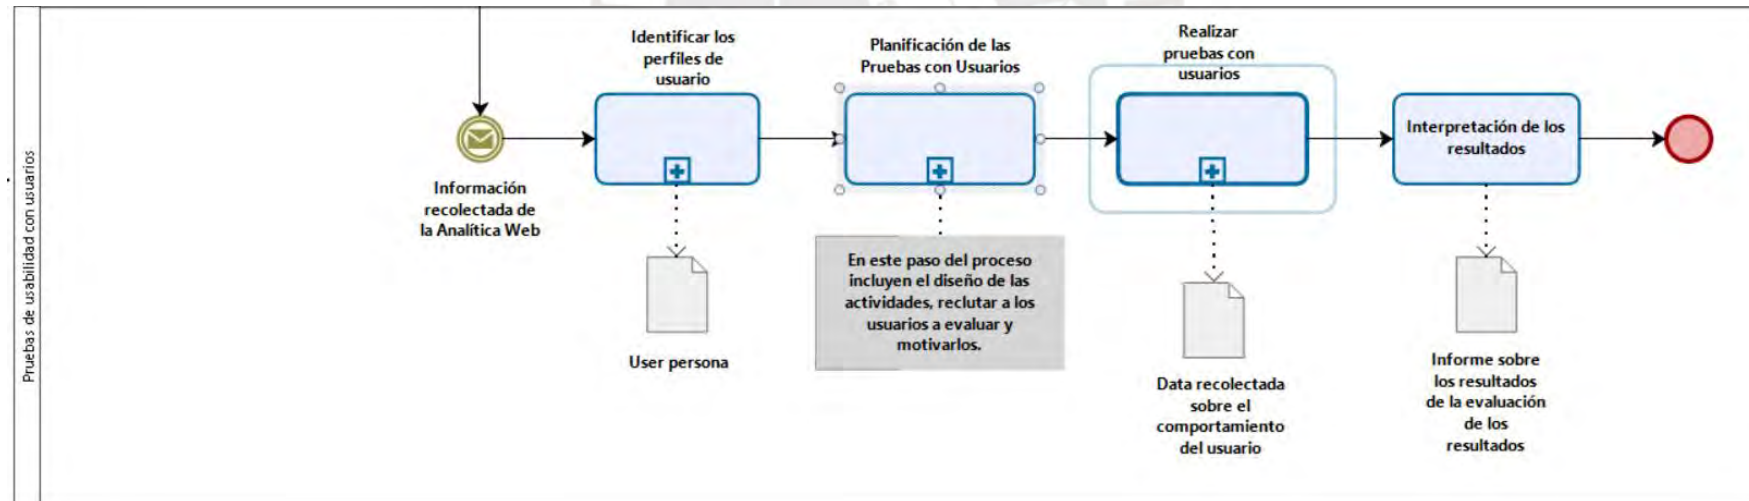 Pruebas de usabilidad con usuarios
Información
recolectada de
la Analítica Web
Identificar los
perfiles de
usuario
User persona
Planificación de las
Pruebas con Usuarios
En este paso del proceso
incluyen el diseño de las
actividades, reclutar a los
usuarios a evaluar y
motivarlos.
Realizar
pruebas con
usuarios
Data recolectada
sobre el
comportamiento
del usuario
Interpretación de los
resultados
Informe sobre
los resultados
de la evaluación
de los
resultados